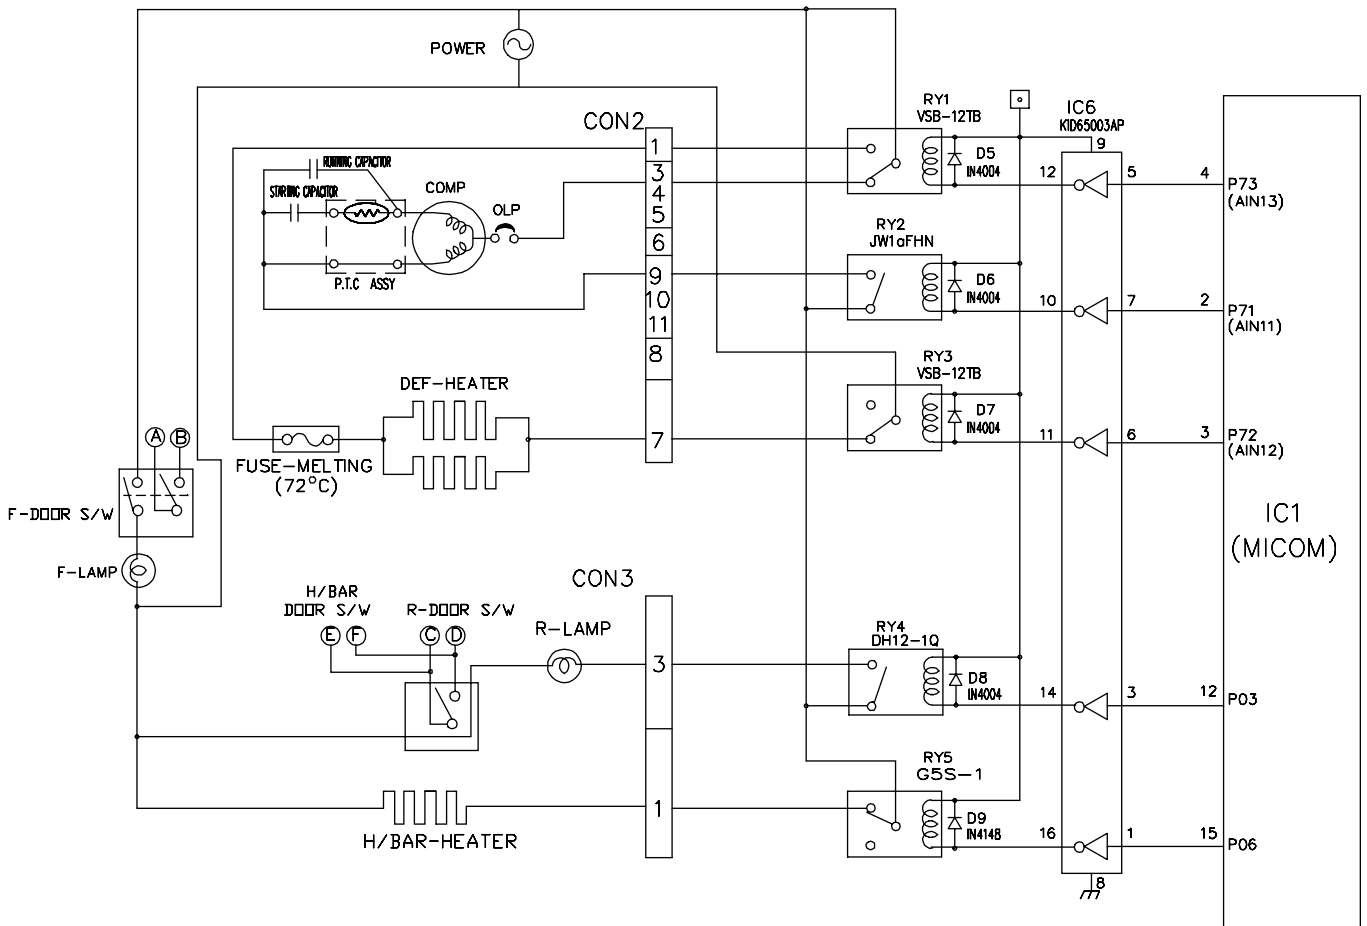 POWER
CON2
1
3
4
5
6
9
10
11
8
7
RUNNING CAPACITOR
STARTING CAPACITOR
COMP
OLP
P.T.C ASSY
DEF-HEATER
FUSE-MELTING
(72°C)
A B
F-DOOR S/W
F-LAMP
H/BAR
DOOR S/W
R-DOOR S/W
E F C D
R-LAMP
CON3
3
1
H/BAR-HEATER
RY1
VSB-12TB
D5
IN4004
RY2
JW1aFHN
D6
IN4004
RY3
VSB-12TB
D7
IN4004
RY4
DH12-1Q
D8
IN4004
RY5
G5S-1
D9
IN4148
IC6
KID65003AP
9
12 5 4
10 7 2
11 6 3
14 3 12
16 1 15
8
P73
(AIN13)
P71
(AIN11)
P72
(AIN12)
IC1
(MICOM)
P03
P06